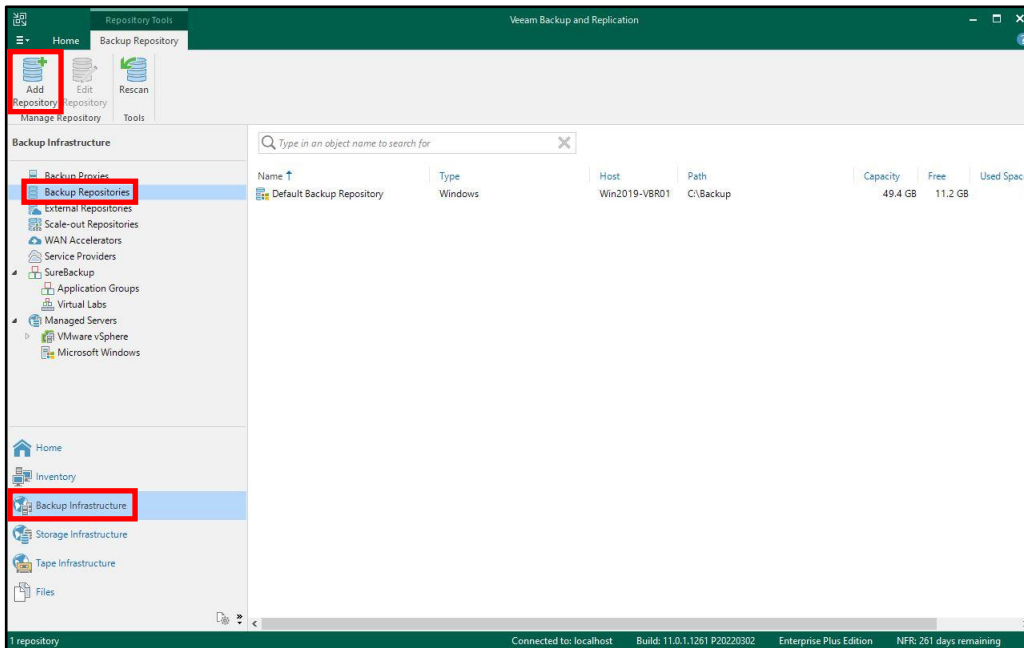 Repository Tools
Veeam Backup and Replication
Home Backup Repository
Add Repository
Edit Repository
Rescan
Manage Repository Tools
Backup Infrastructure
Type in an object name to search for
Backup Proxies
Backup Repositories
External Repositories
Scale-out Repositories
WAN Accelerators
Service Providers
SureBackup
Application Groups
Virtual Labs
Managed Servers
VMware vSphere
Microsoft Windows
Name Type Host Path Capacity Free Used Spac
Default Backup Repository Windows Win2019-VBR01 C:\Backup 49.4 GB 11.2 GB
Home
Inventory
Backup Infrastructure
Storage Infrastructure
Tape Infrastructure
Files
1 repository Connected to: localhost Build: 11.0.1.1261 P20220302 Enterprise Plus Edition NFR: 261 days remaining